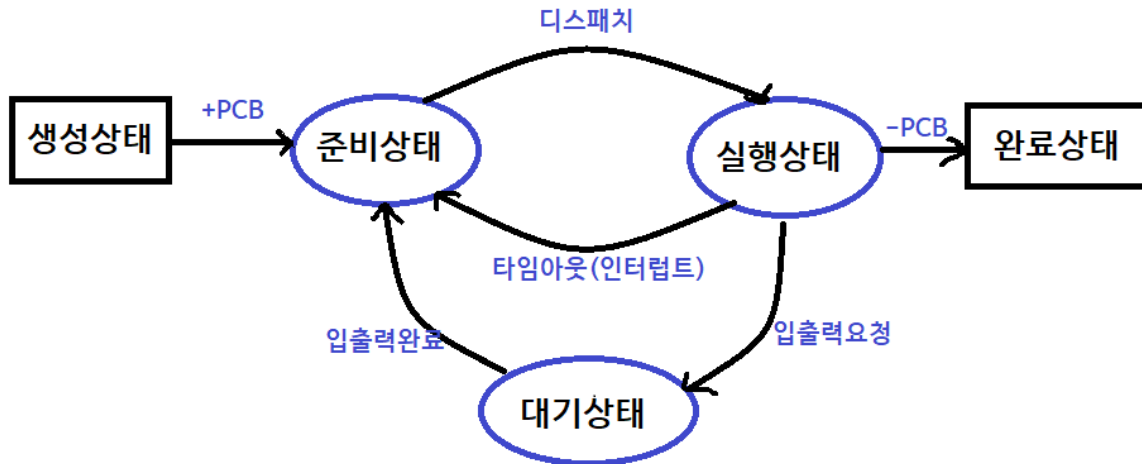 디스패치
생성상태
+PCB
준비상태
실행상태
-PCB
완료상태
타임아웃(인터럽트)
입출력완료
입출력요청
대기상태